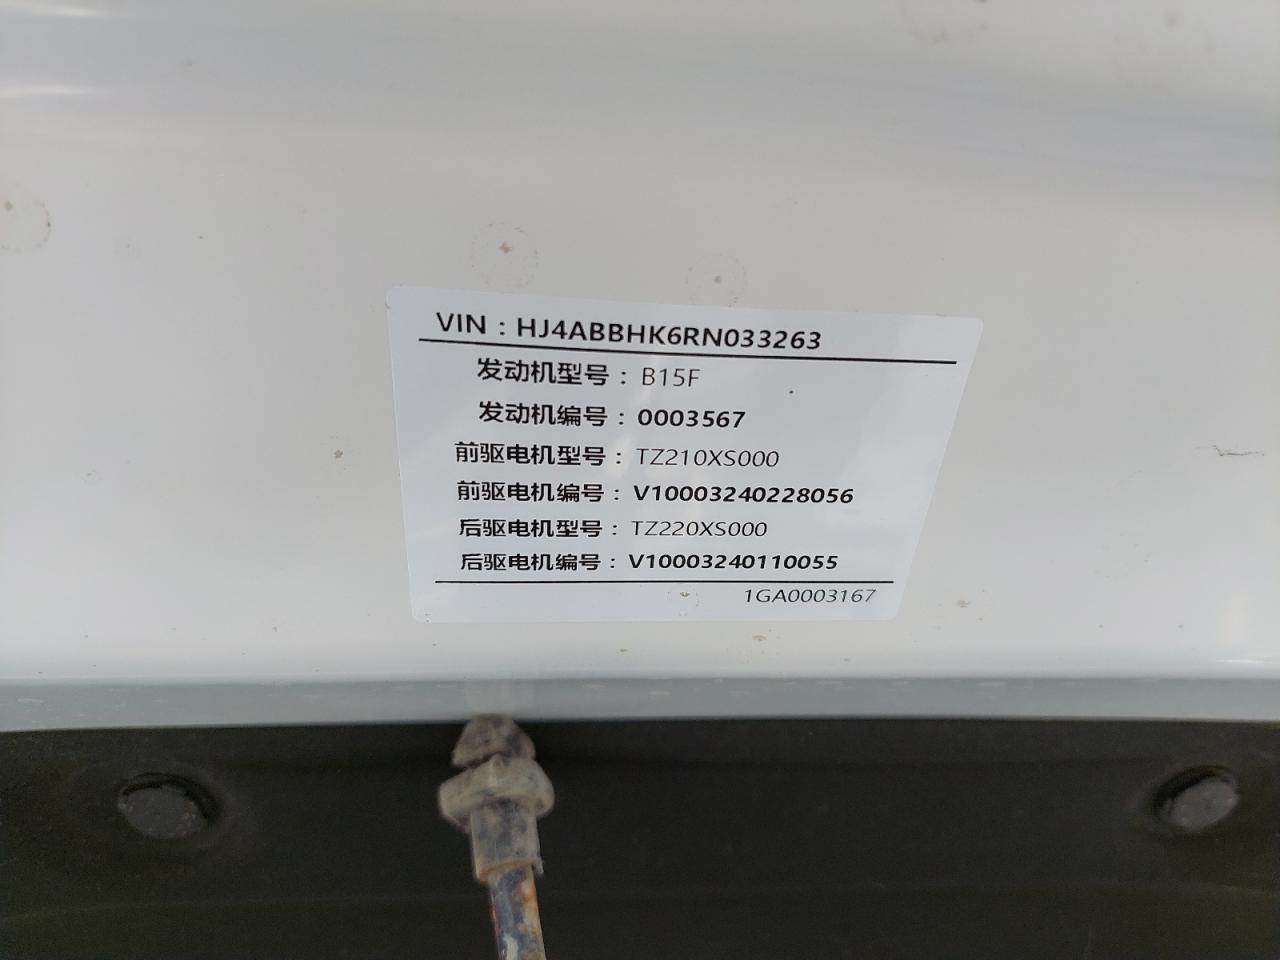 VIN：HJ4ABBHK6RN033263
发动机型号：B15F
发动机编号：0003567
前驱电机型号：TZ210XS000
前驱电机编号：V10003240228056
后驱电机型号：TZ220XS000
后驱电机编号：V10003240110055
1GA0003167